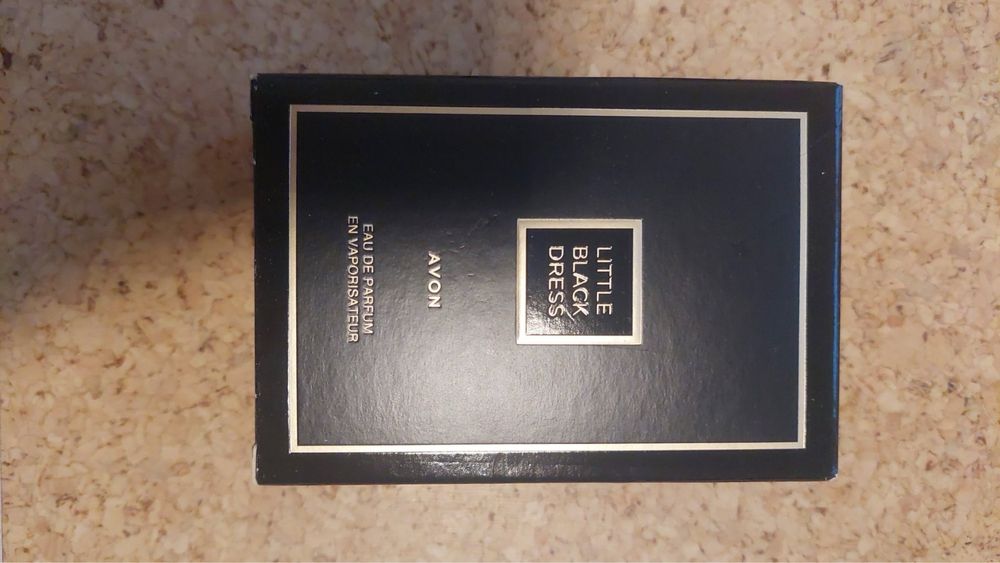 LITTLE
BLACK
DRESS
AVON
EAU DE PARFUM
EN VAPORISATEUR